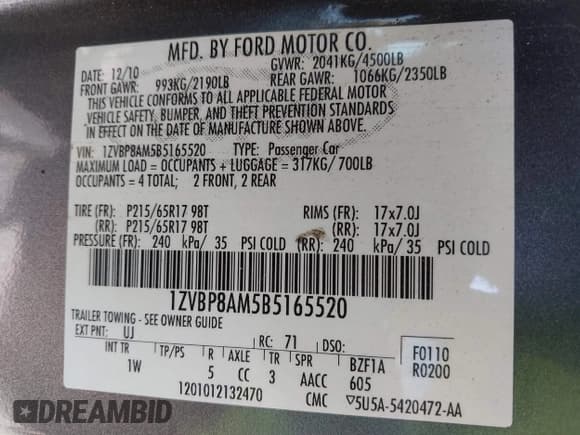 MFD. BY FORD MOTOR CO.
DATE: 12/10 GVWR: 2041KG/4500LB
FRONT GAWR: 993KG/2190LB REAR GAWR: 1066KG/2350LB
THIS VEHICLE CONFORMS TO ALL APPLICABLE FEDERAL MOTOR
VEHICLE SAFETY, BUMPER, AND THEFT PREVENTION STANDARDS
IN EFFECT ON THE DATE OF MANUFACTURE SHOWN ABOVE.
VIN: 1ZVBP8AM5B5165520 TYPE: Passenger Car
MAXIMUM LOAD = OCCUPANTS + LUGGAGE = 317KG/700LB
OCCUPANTS = 4 TOTAL; 2 FRONT, 2 REAR
TIRE (FR): P215/65R17 98T RIMS (FR): 17x7.0J
(RR): P215/65R17 98T (RR): 17x7.0J
PRESSURE (FR): 240 kPa/ 35 PSI COLD (RR): 240 kPa/ 35 PSI COLD
1ZVBP8AM5B5165520
TRAILER TOWING - SEE OWNER GUIDE
EXT PNT: UJ RC: 71 DSO:
INT TR TP/PS R AXLE TR SPR BZF1A F0110
1W 5 CC 3 AACC 605 R0200
1201012132470 CMC ▽5U5A-5420472-AA
DREAMBID